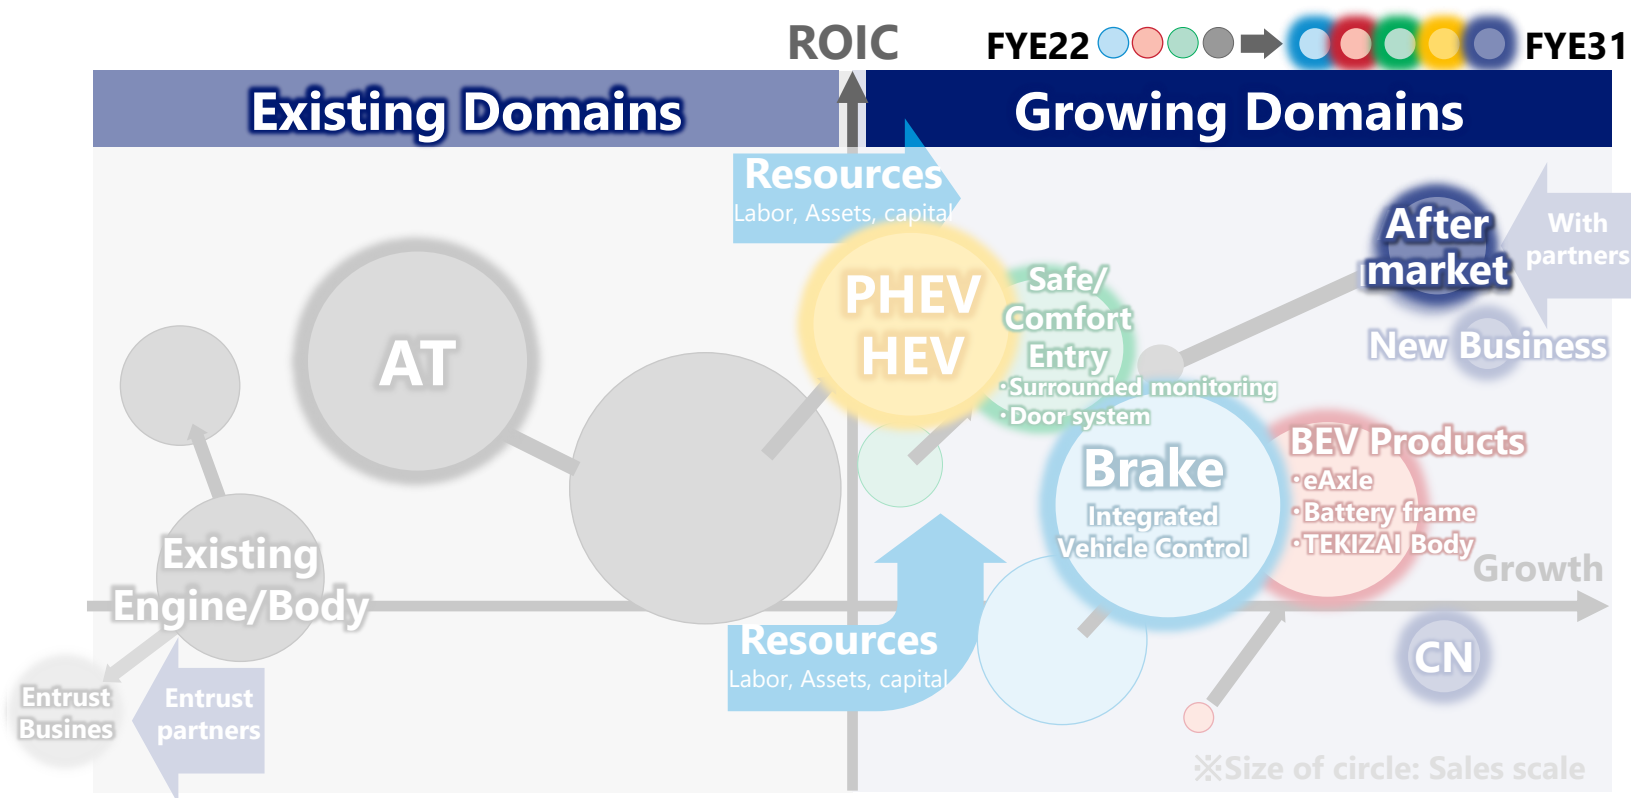 ROIC
FYE22
FYE31
Existing Domains
Growing Domains
Resources
Labor, Assets, capital
After
market
With
partners
PHEV
HEV
Safe/
Comfort
Entry
・Surrounded monitoring
・Door system
AT
New Business
Brake
Integrated
Vehicle Control
BEV Products
・eAxle
・Battery frame
・TEKIZAI Body
Growth
Existing
Engine/Body
Resources
Labor, Assets, capital
CN
Entrust
Busines
Entrust
partners
※Size of circle: Sales scale